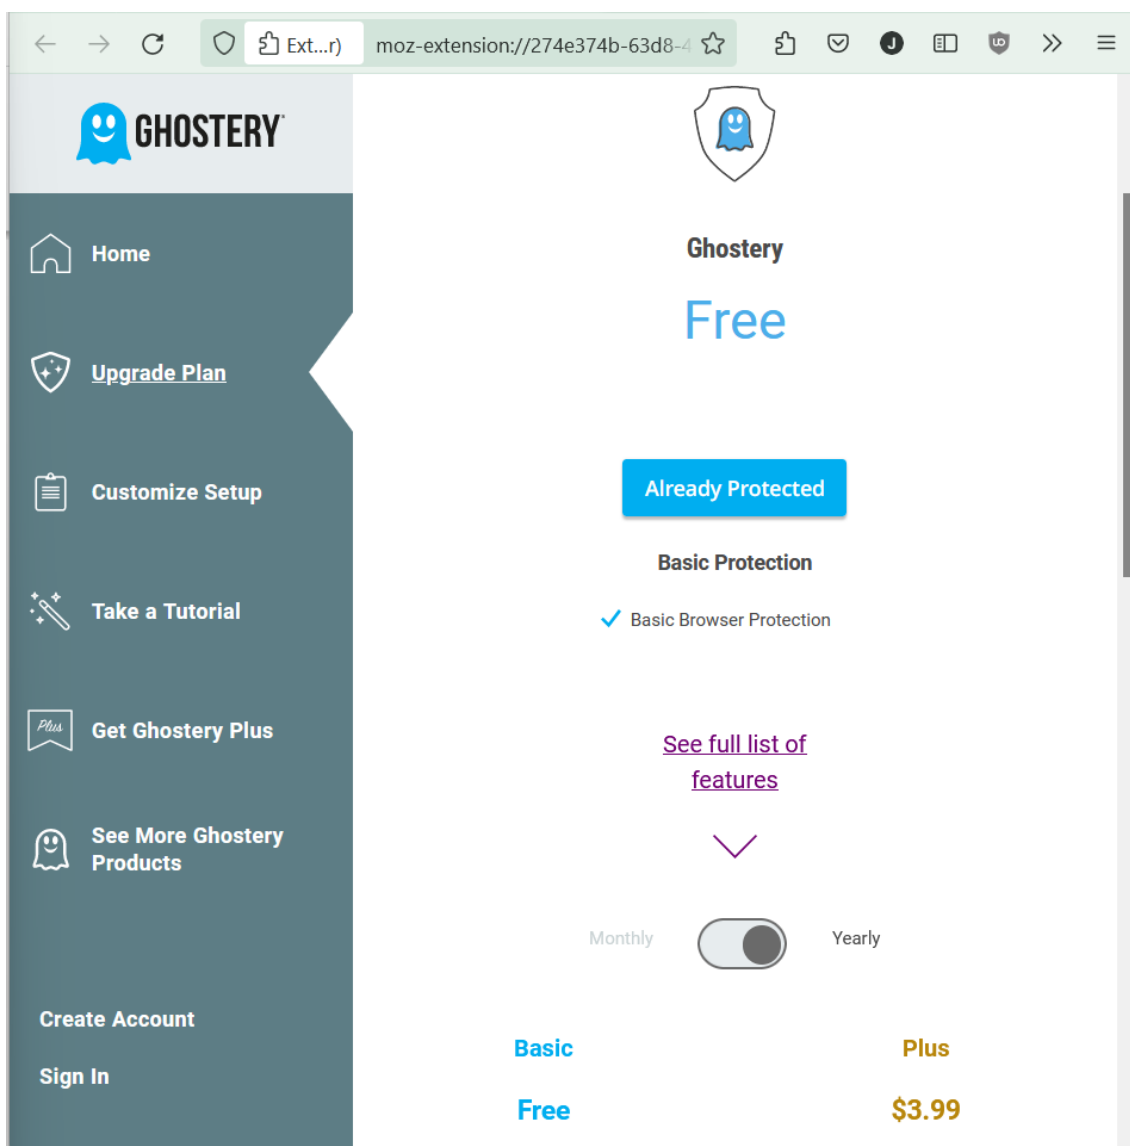 Ext...r)
moz-extension://274e374b-63d8-4
J
GHOSTERY
Home
Upgrade Plan
Customize Setup
Take a Tutorial
Plus
Get Ghostery Plus
See More Ghostery
Products
Create Account
Sign In
Ghostery
Free
Already Protected
Basic Protection
Basic Browser Protection
See full list of
features
Monthly
Yearly
Basic
Plus
Free
$3.99